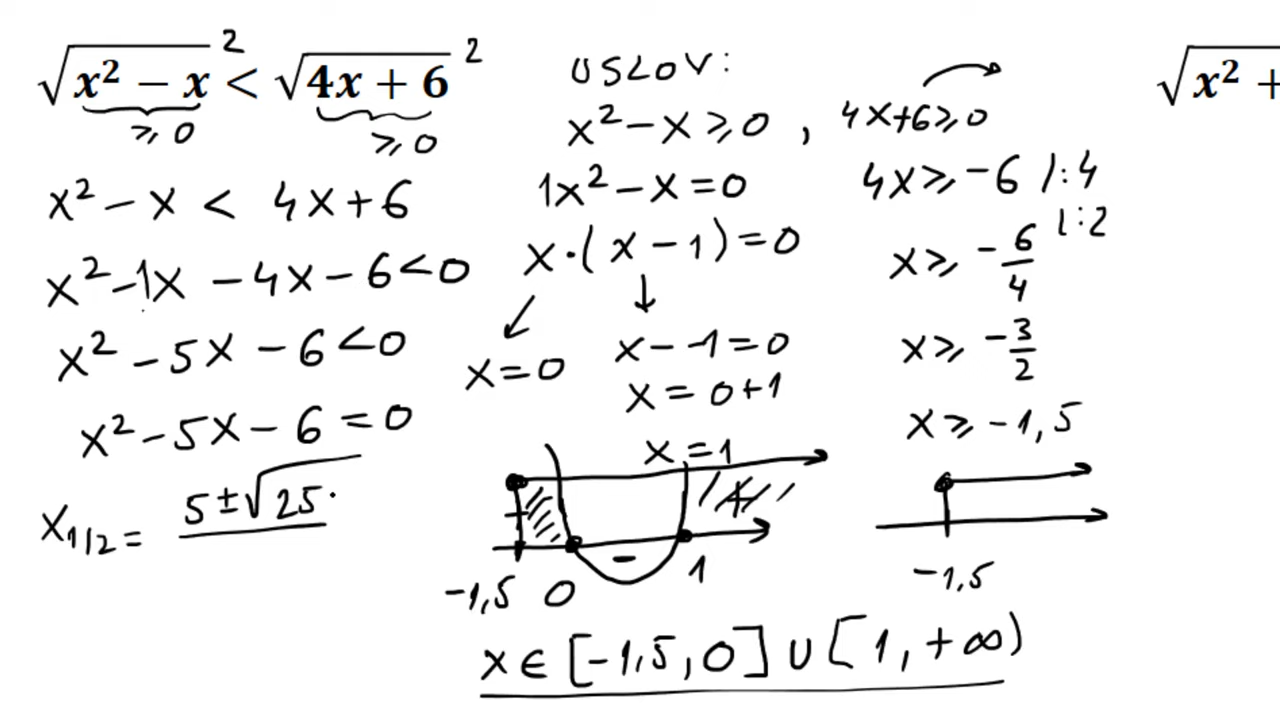 √(x² − x)² < √(4x + 6)²
≥ 0
≥ 0
x² − x < 4x + 6
x² − 1x − 4x − 6 < 0
x² − 5x − 6 < 0
x² − 5x − 6 = 0
x₁/₂ = 5 ± √25·
USLOV:
x² − x ≥ 0 , 4x+6 ≥ 0
1x² − x = 0
x · (x − 1) = 0
x = 0
x − 1 = 0
x = 0 + 1
x = 1
+
−
+
−1,5 0 1
4x ≥ −6 /:4
x ≥ −6/4 /:2
x ≥ −3/2
x ≥ −1,5
−1,5
x ∈ [−1,5, 0] ∪ [1, +∞)
√x² +